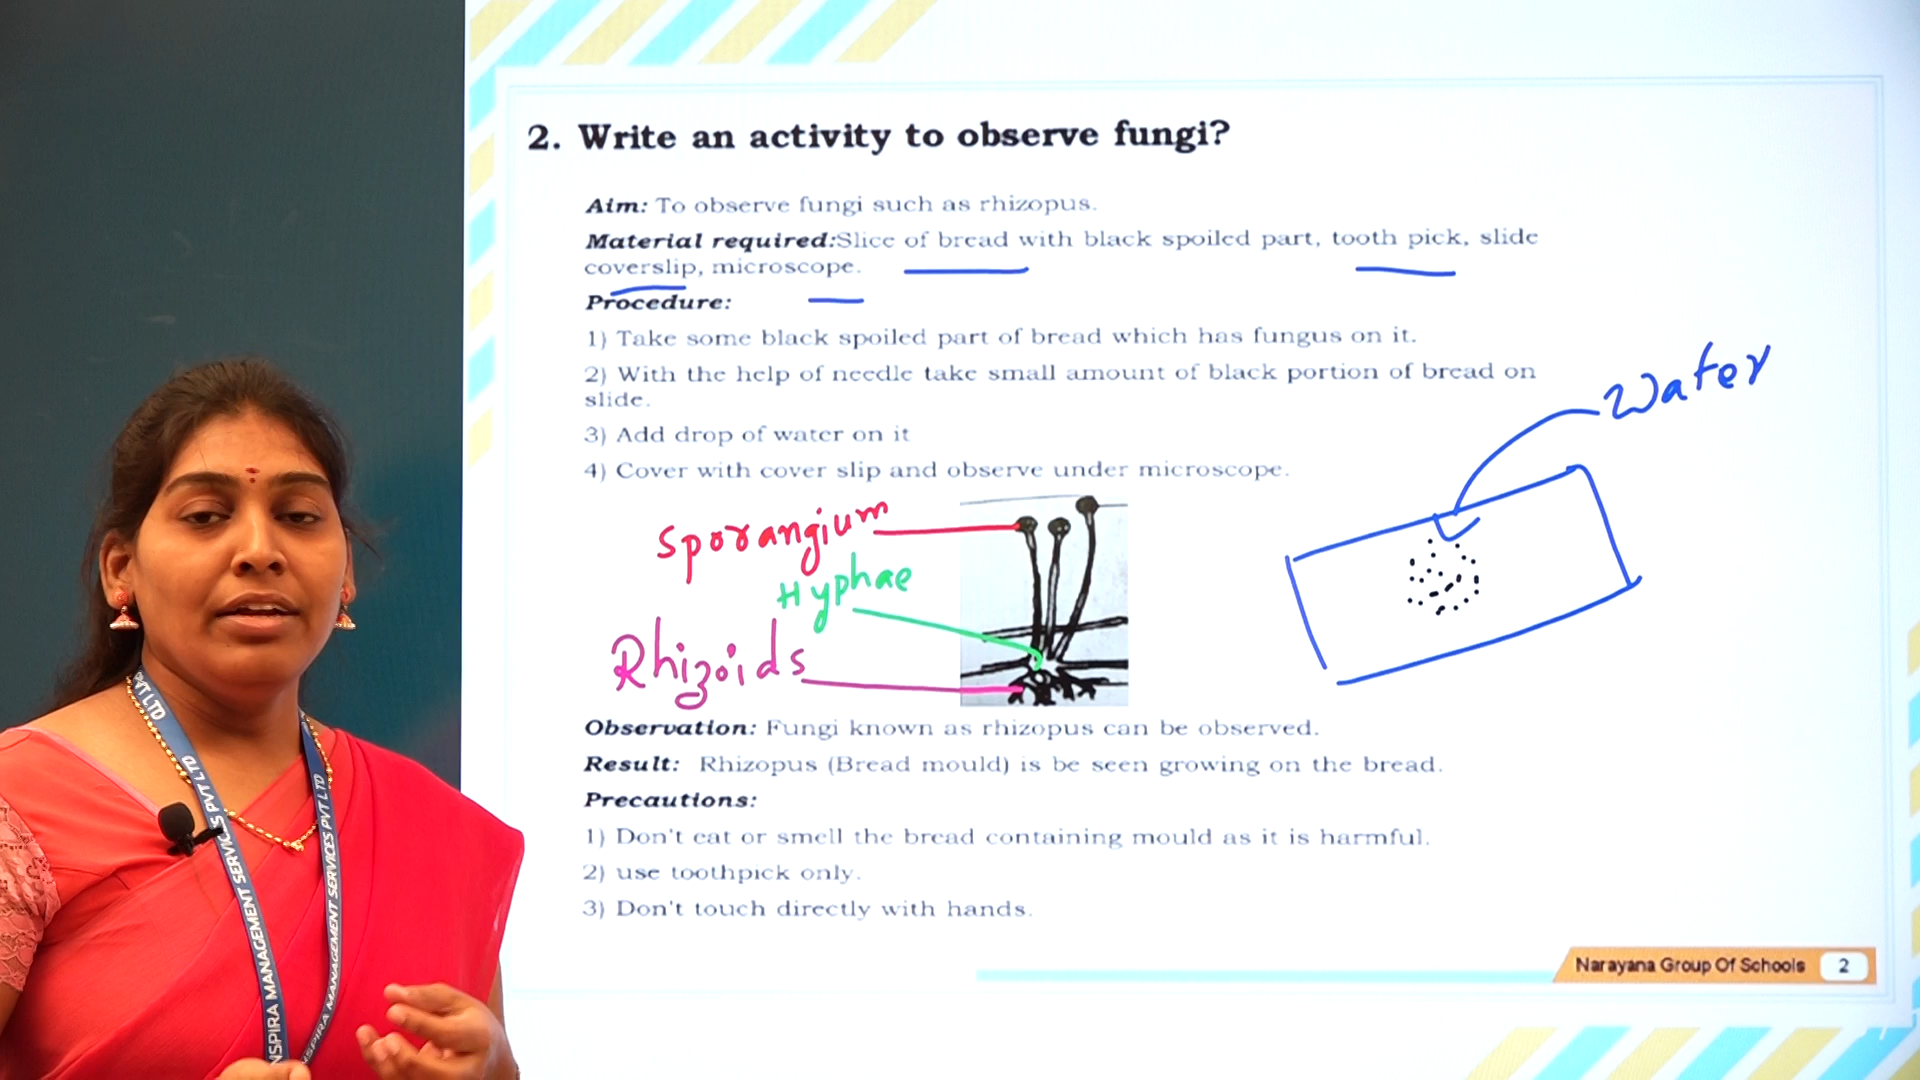 2. Write an activity to observe fungi?
Aim: To observe fungi such as rhizopus.
Material required:Slice of bread with black spoiled part, tooth pick, slide
coverslip, microscope.
Procedure:
1) Take some black spoiled part of bread which has fungus on it.
2) With the help of needle take small amount of black portion of bread on
slide.
3) Add drop of water on it
4) Cover with cover slip and observe under microscope.
Water
Sporangium
Hyphae
Rhizoids
Observation: Fungi known as rhizopus can be observed.
Result: Rhizopus (Bread mould) is be seen growing on the bread.
Precautions:
1) Don't eat or smell the bread containing mould as it is harmful.
2) use toothpick only.
3) Don't touch directly with hands.
Narayana Group Of Schools 2
PVT LTD
NSPIRA MANAGEMENT SERVICES PVT LTD
NSPIRA MANAGEMENT SERVICES PVT LTD